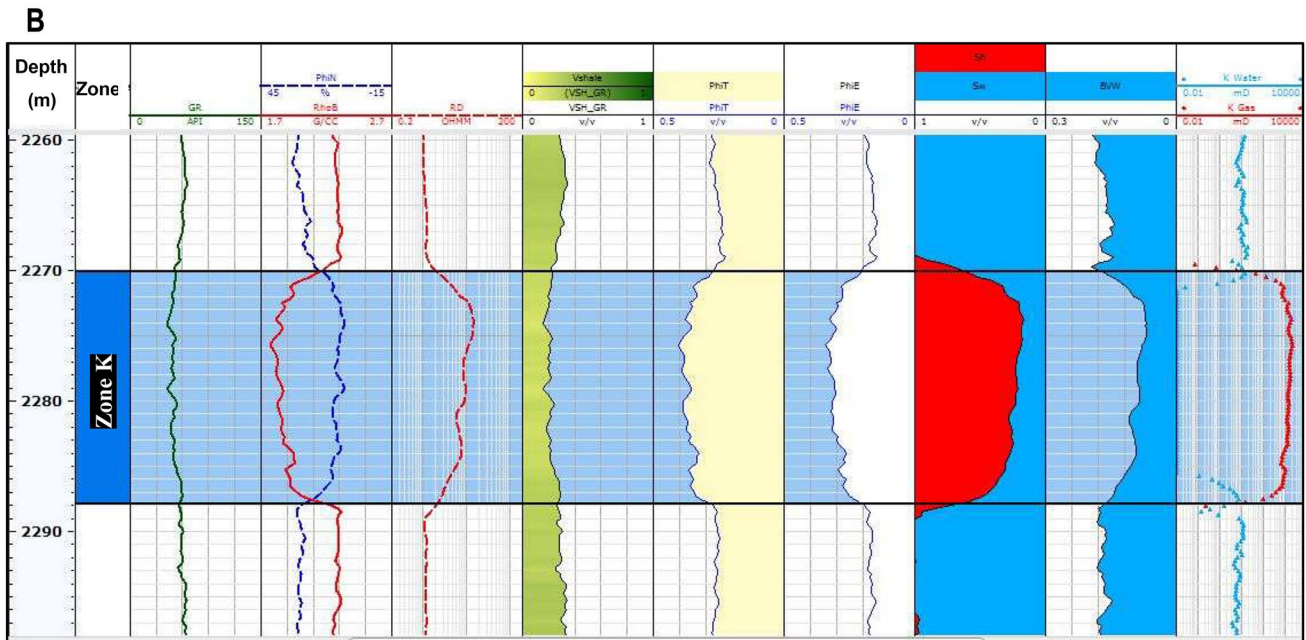 B
Depth
(m)
Zone
GR
0 API 150
PhiN
45 % -15
RhoB
1.7 G/CC 2.7
RD
0.2 OHMM 200
Vshale
0 (VSH_GR) 1
VSH_GR
0 v/v 1
PhiT
PhiT
0.5 v/v 0
PhiE
PhiE
0.5 v/v 0
Sh
Sw
1 v/v 0
BVW
0.3 v/v 0
K Water
0.01 mD 10000
K Gas
0.01 mD 10000
2260
2270
2280
2290
Zone K